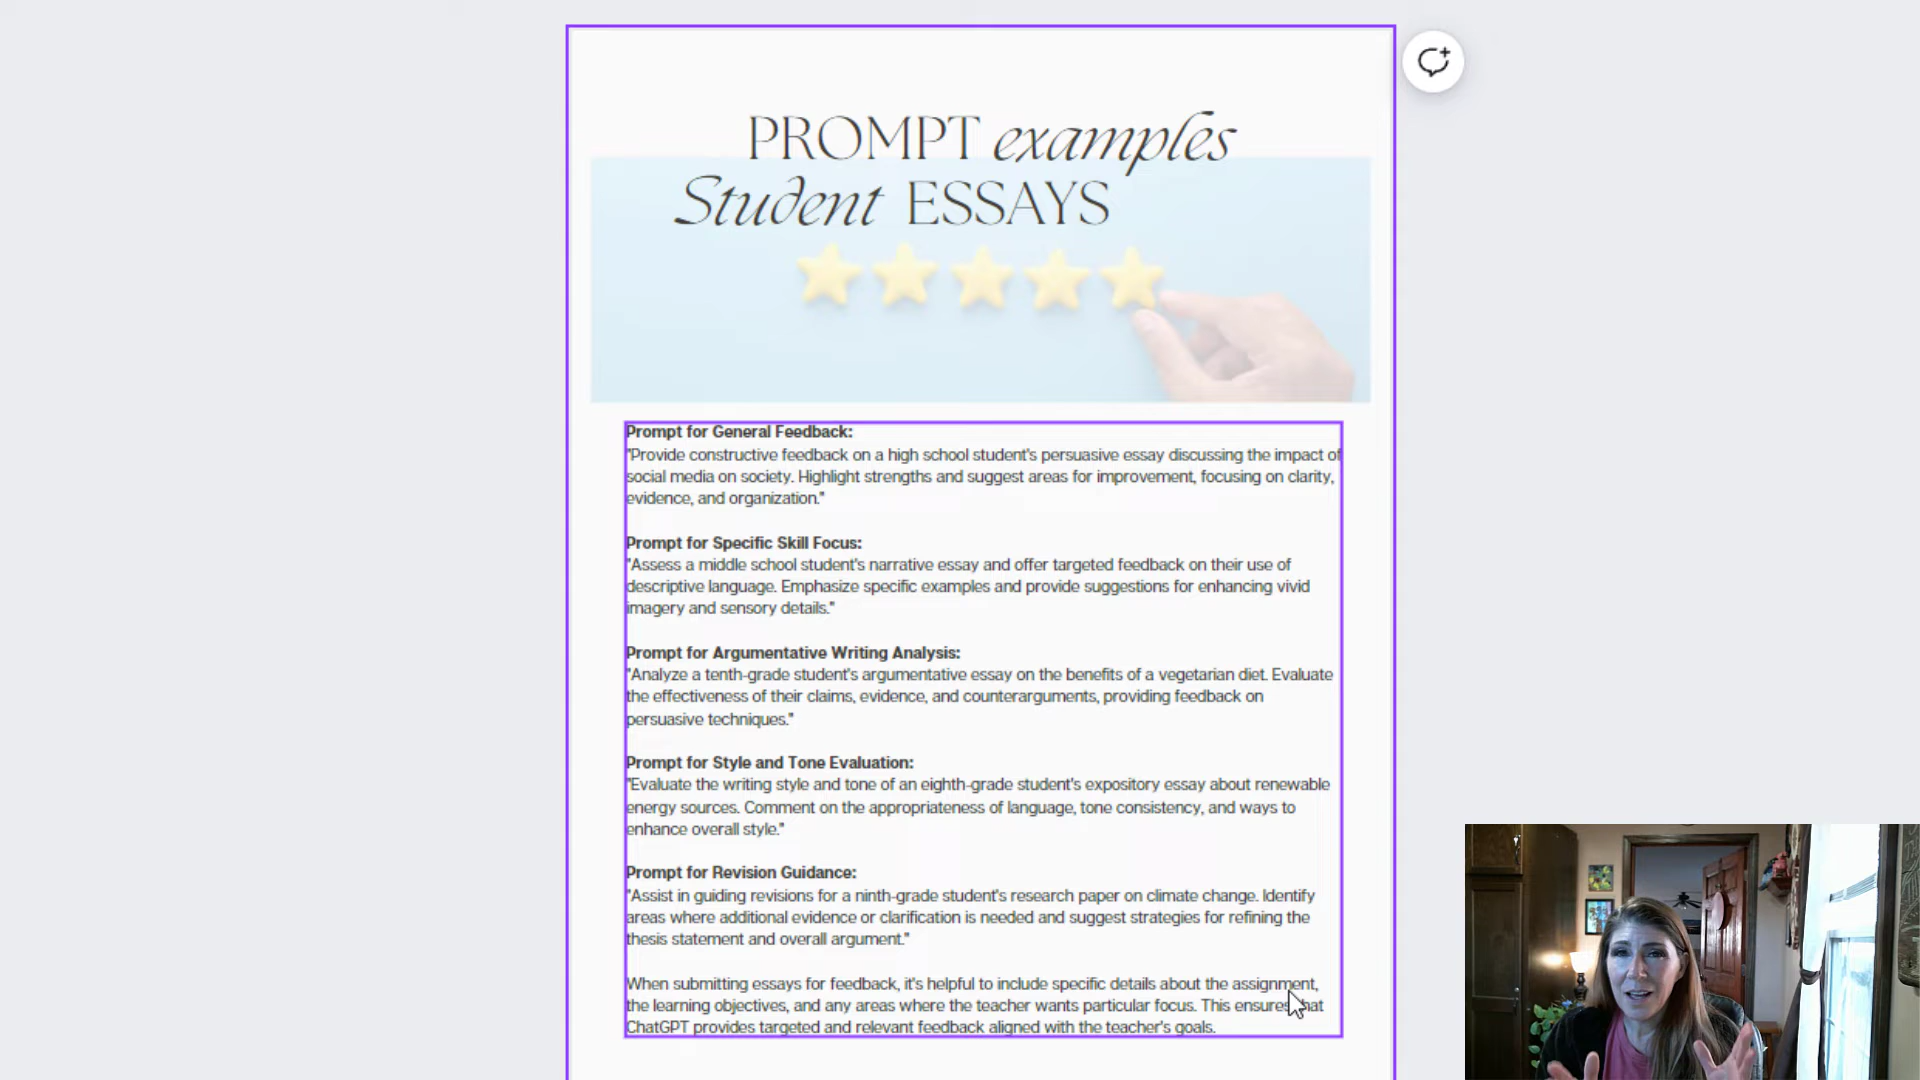 PROMPT examples
Student ESSAYS
Prompt for General Feedback:
"Provide constructive feedback on a high school student's persuasive essay discussing the impact of
social media on society. Highlight strengths and suggest areas for improvement, focusing on clarity,
evidence, and organization."
Prompt for Specific Skill Focus:
"Assess a middle school student's narrative essay and offer targeted feedback on their use of
descriptive language. Emphasize specific examples and provide suggestions for enhancing vivid
imagery and sensory details."
Prompt for Argumentative Writing Analysis:
"Analyze a tenth-grade student's argumentative essay on the benefits of a vegetarian diet. Evaluate
the effectiveness of their claims, evidence, and counterarguments, providing feedback on
persuasive techniques."
Prompt for Style and Tone Evaluation:
"Evaluate the writing style and tone of an eighth-grade student's expository essay about renewable
energy sources. Comment on the appropriateness of language, tone consistency, and ways to
enhance overall style."
Prompt for Revision Guidance:
"Assist in guiding revisions for a ninth-grade student's research paper on climate change. Identify
areas where additional evidence or clarification is needed and suggest strategies for refining the
thesis statement and overall argument."
When submitting essays for feedback, it's helpful to include specific details about the assignment,
the learning objectives, and any areas where the teacher wants particular focus. This ensures that
ChatGPT provides targeted and relevant feedback aligned with the teacher's goals.